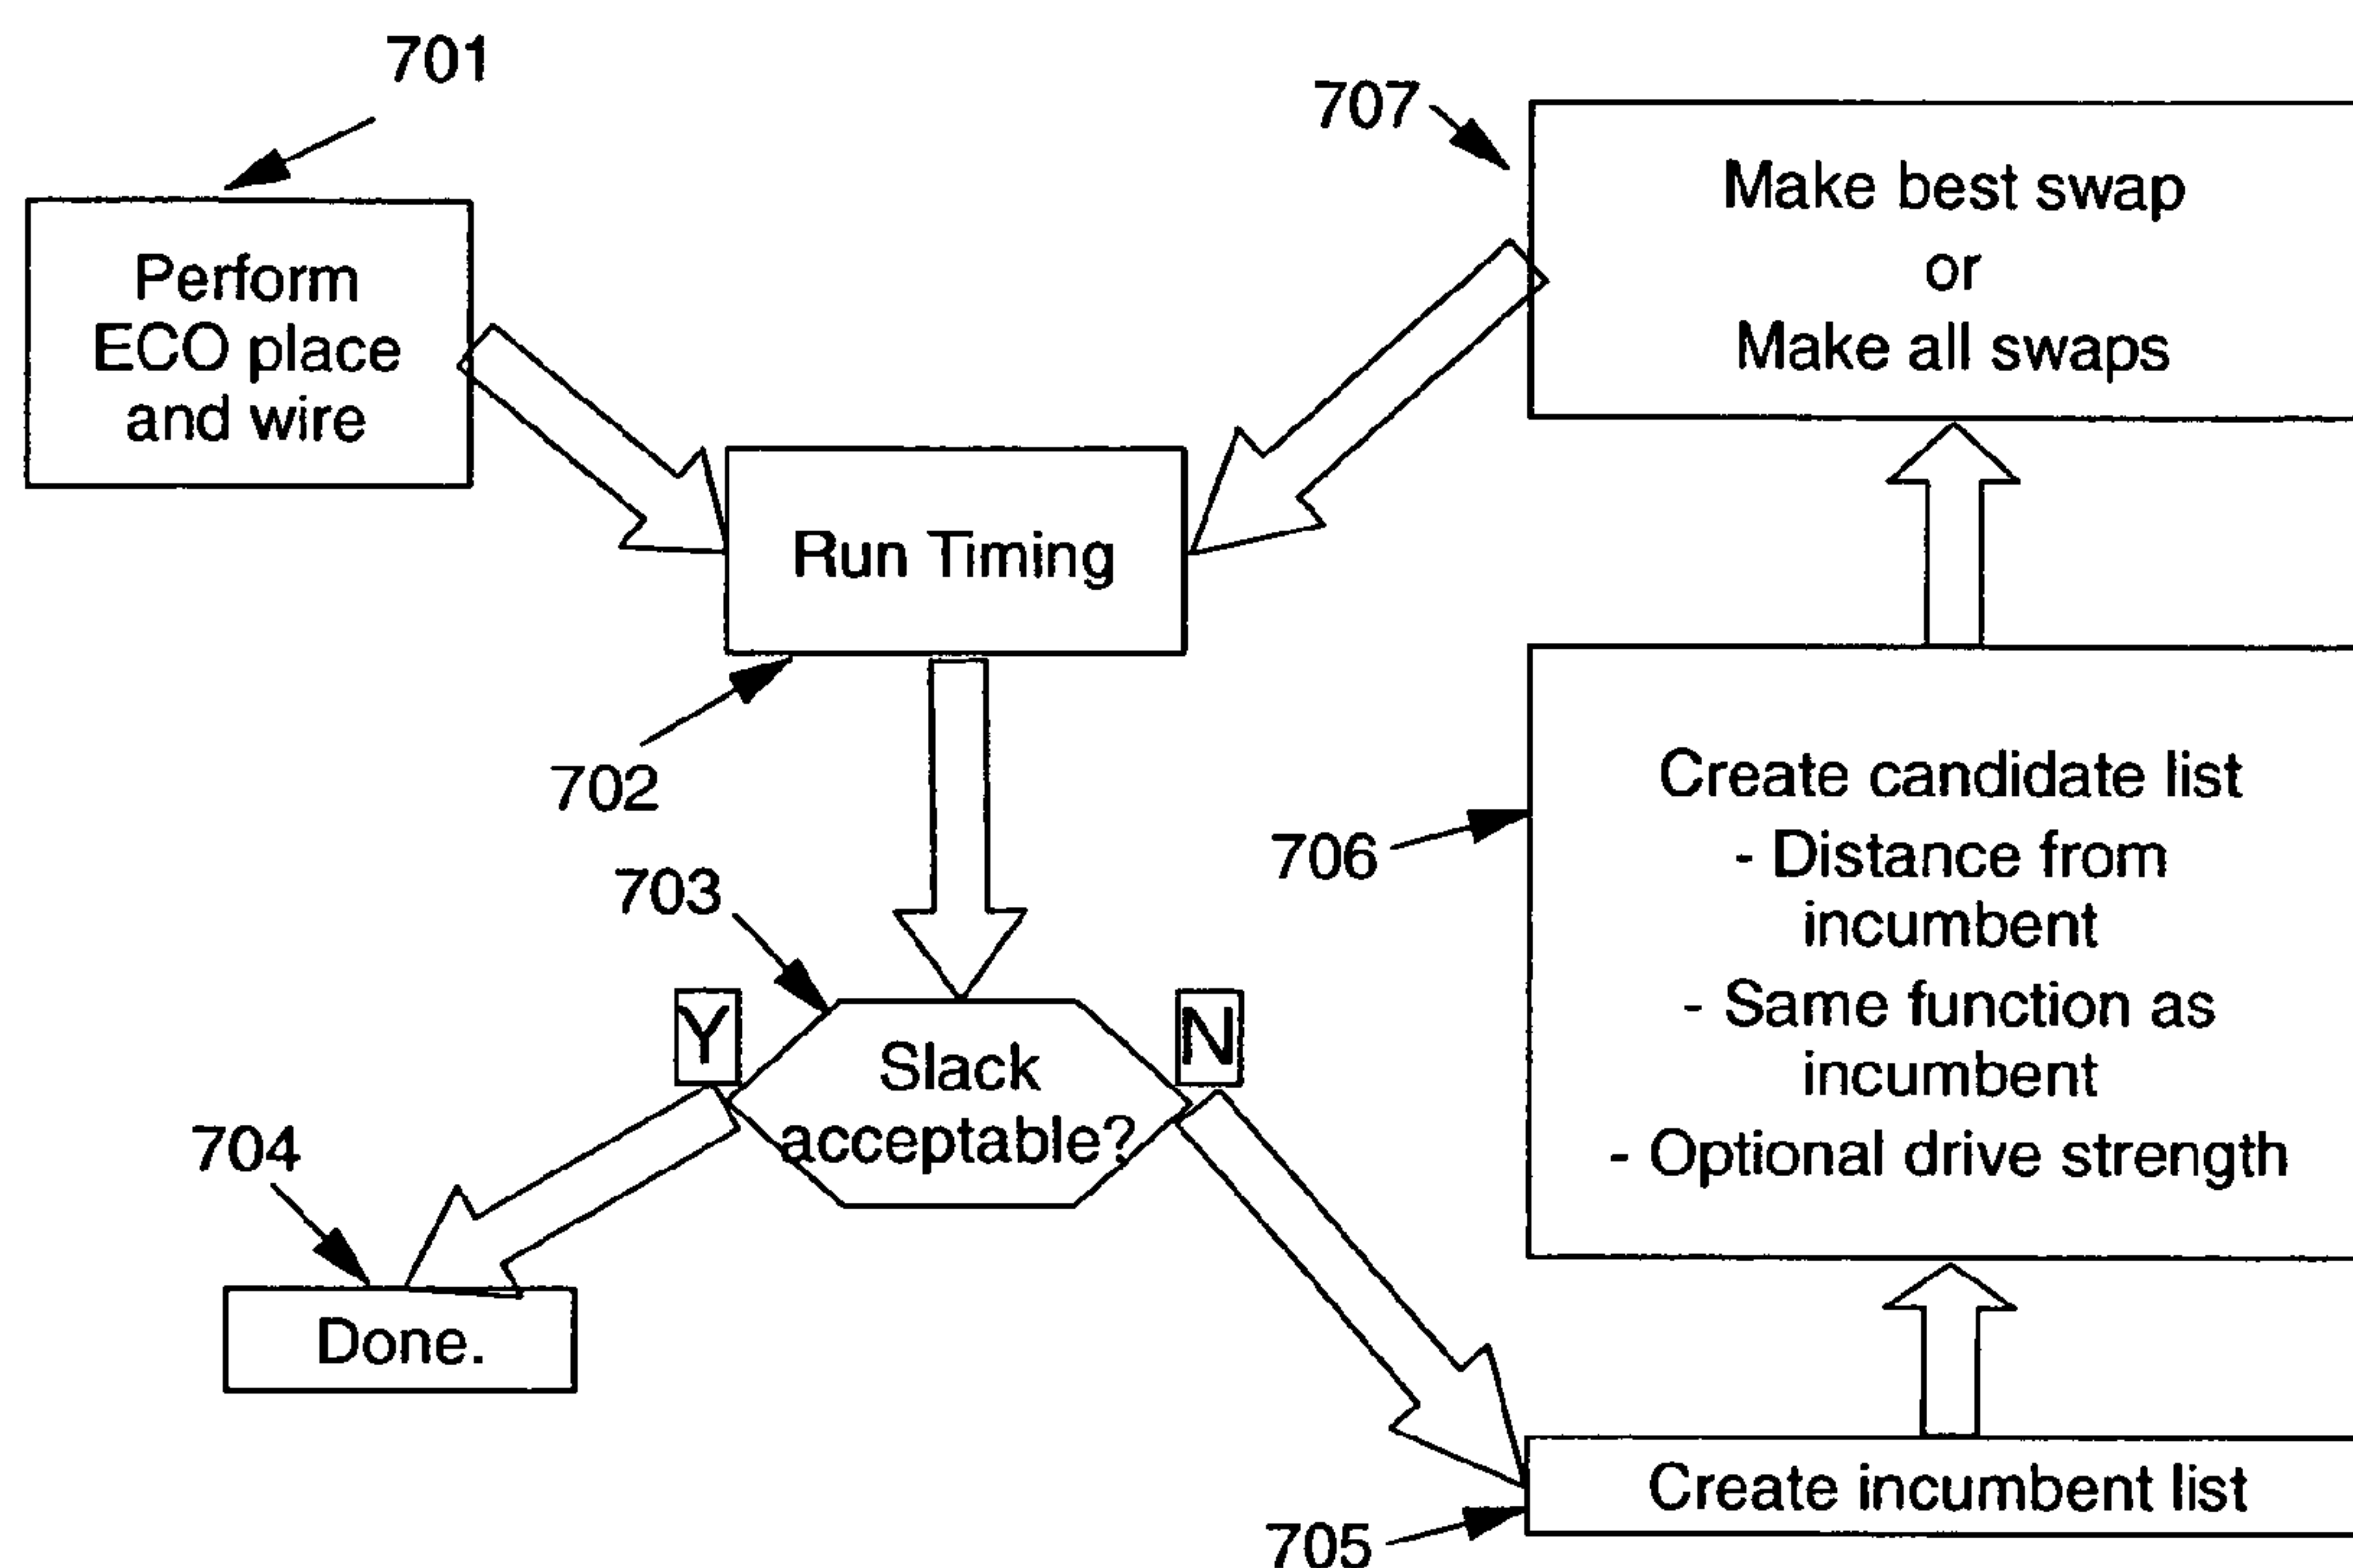 701
Perform
ECO place
and wire
707
Make best swap
or
Make all swaps
Run Timing
702
703
Y
N
Slack
acceptable?
704
Done.
706
Create candidate list
- Distance from
incumbent
- Same function as
incumbent
- Optional drive strength
Create incumbent list
705